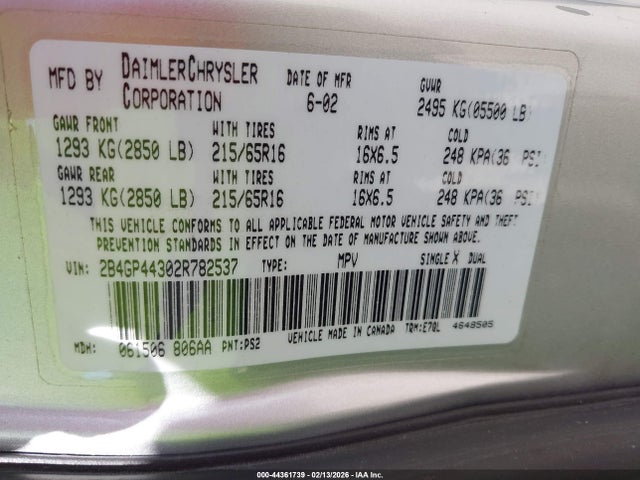 MFD BY DAIMLERCHRYSLER CORPORATION DATE OF MFR 6-02 GVWR 2495 KG(05500 LB)
GAWR FRONT WITH TIRES RIMS AT COLD
1293 KG(2850 LB) 215/65R16 16X6.5 248 KPA(36 PSI
GAWR REAR WITH TIRES RIMS AT COLD
1293 KG(2850 LB) 215/65R16 16X6.5 248 KPA(36 PSI)
THIS VEHICLE CONFORMS TO ALL APPLICABLE FEDERAL MOTOR VEHICLE SAFETY AND THEFT
PREVENTION STANDARDS IN EFFECT ON THE DATE OF MANUFACTURE SHOWN ABOVE.
VIN: 2B4GP44302R782537 TYPE: MPV SINGLE X DUAL
VEHICLE MADE IN CANADA TRM:E7QL 4648505
MDH: 061506 806AA PNT:PS2
000-44361739 - 02/13/2026 - IAA Inc.